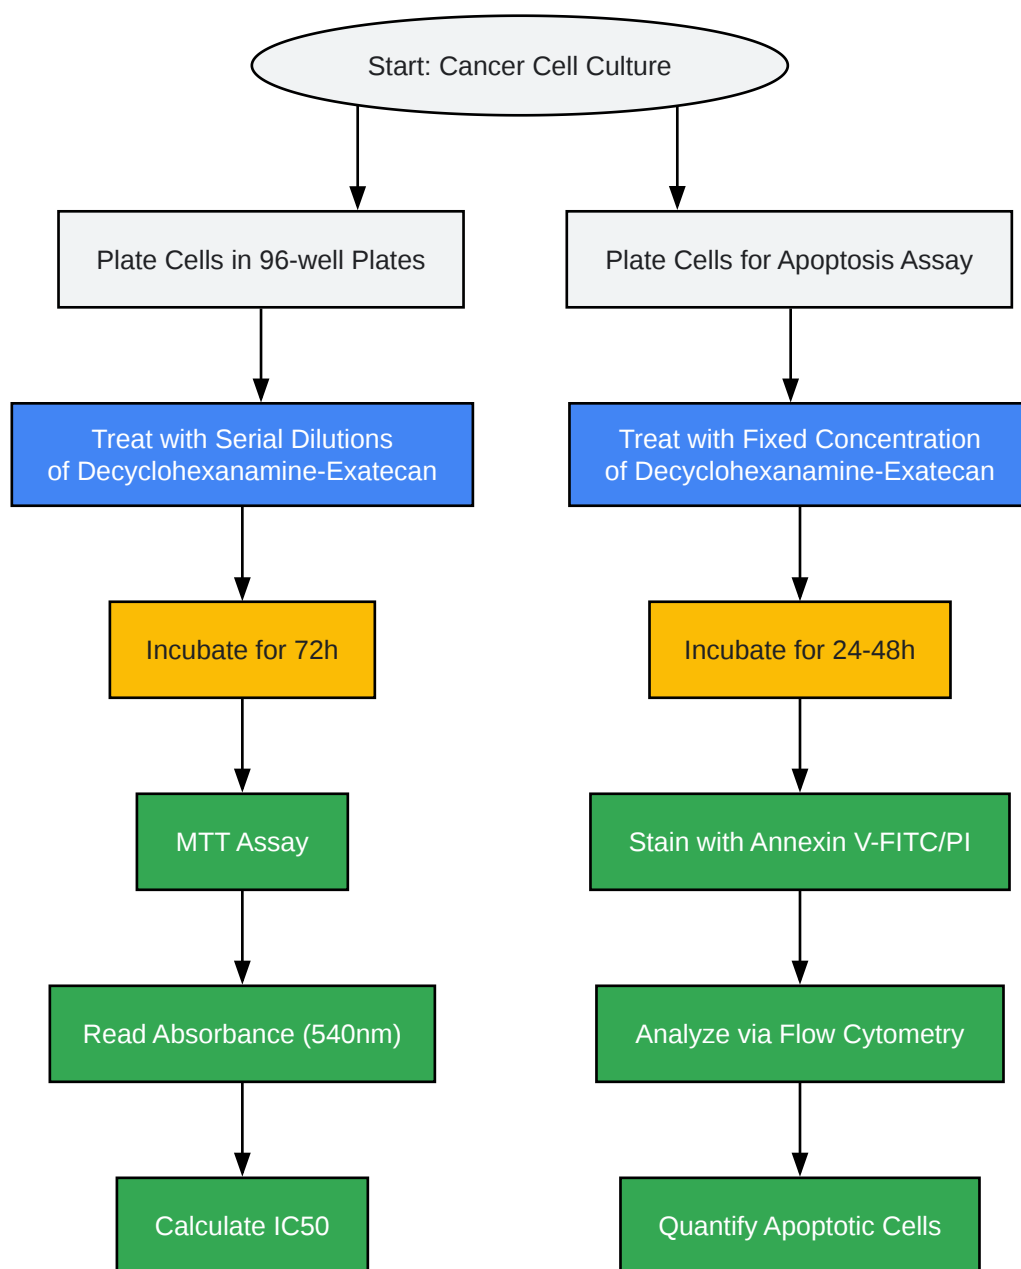 Start: Cancer Cell Culture
Plate Cells in 96-well Plates
Plate Cells for Apoptosis Assay
Treat with Serial Dilutions
of Decyclohexanamine-Exatecan
Treat with Fixed Concentration
of Decyclohexanamine-Exatecan
Incubate for 72h
Incubate for 24-48h
MTT Assay
Stain with Annexin V-FITC/PI
Read Absorbance (540nm)
Analyze via Flow Cytometry
Calculate IC50
Quantify Apoptotic Cells